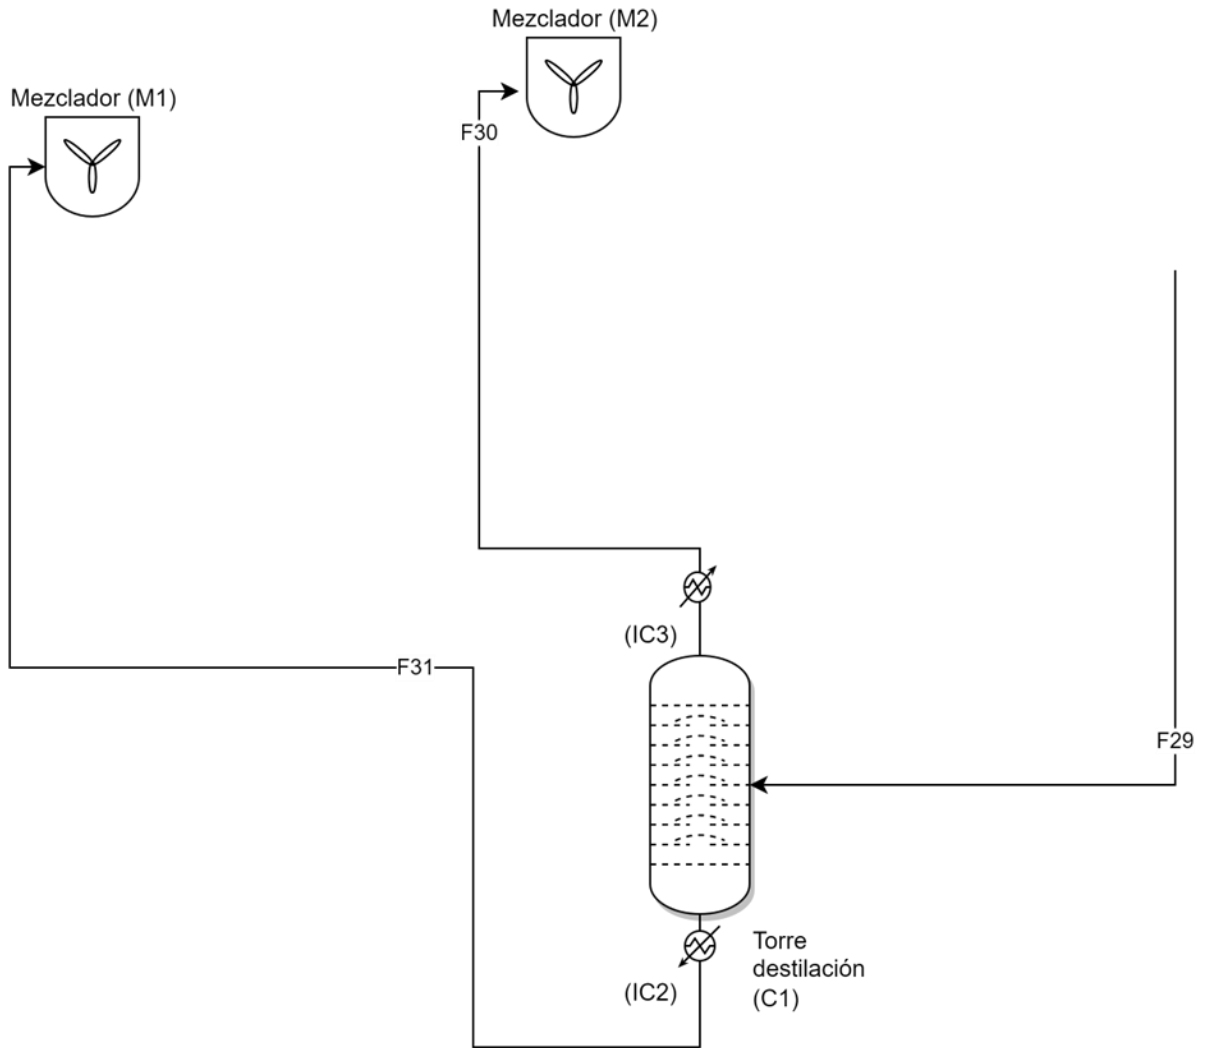 Mezclador (M2)
Mezclador (M1)
F30
(IC3)
F31
F29
Torre
destilación
(C1)
(IC2)